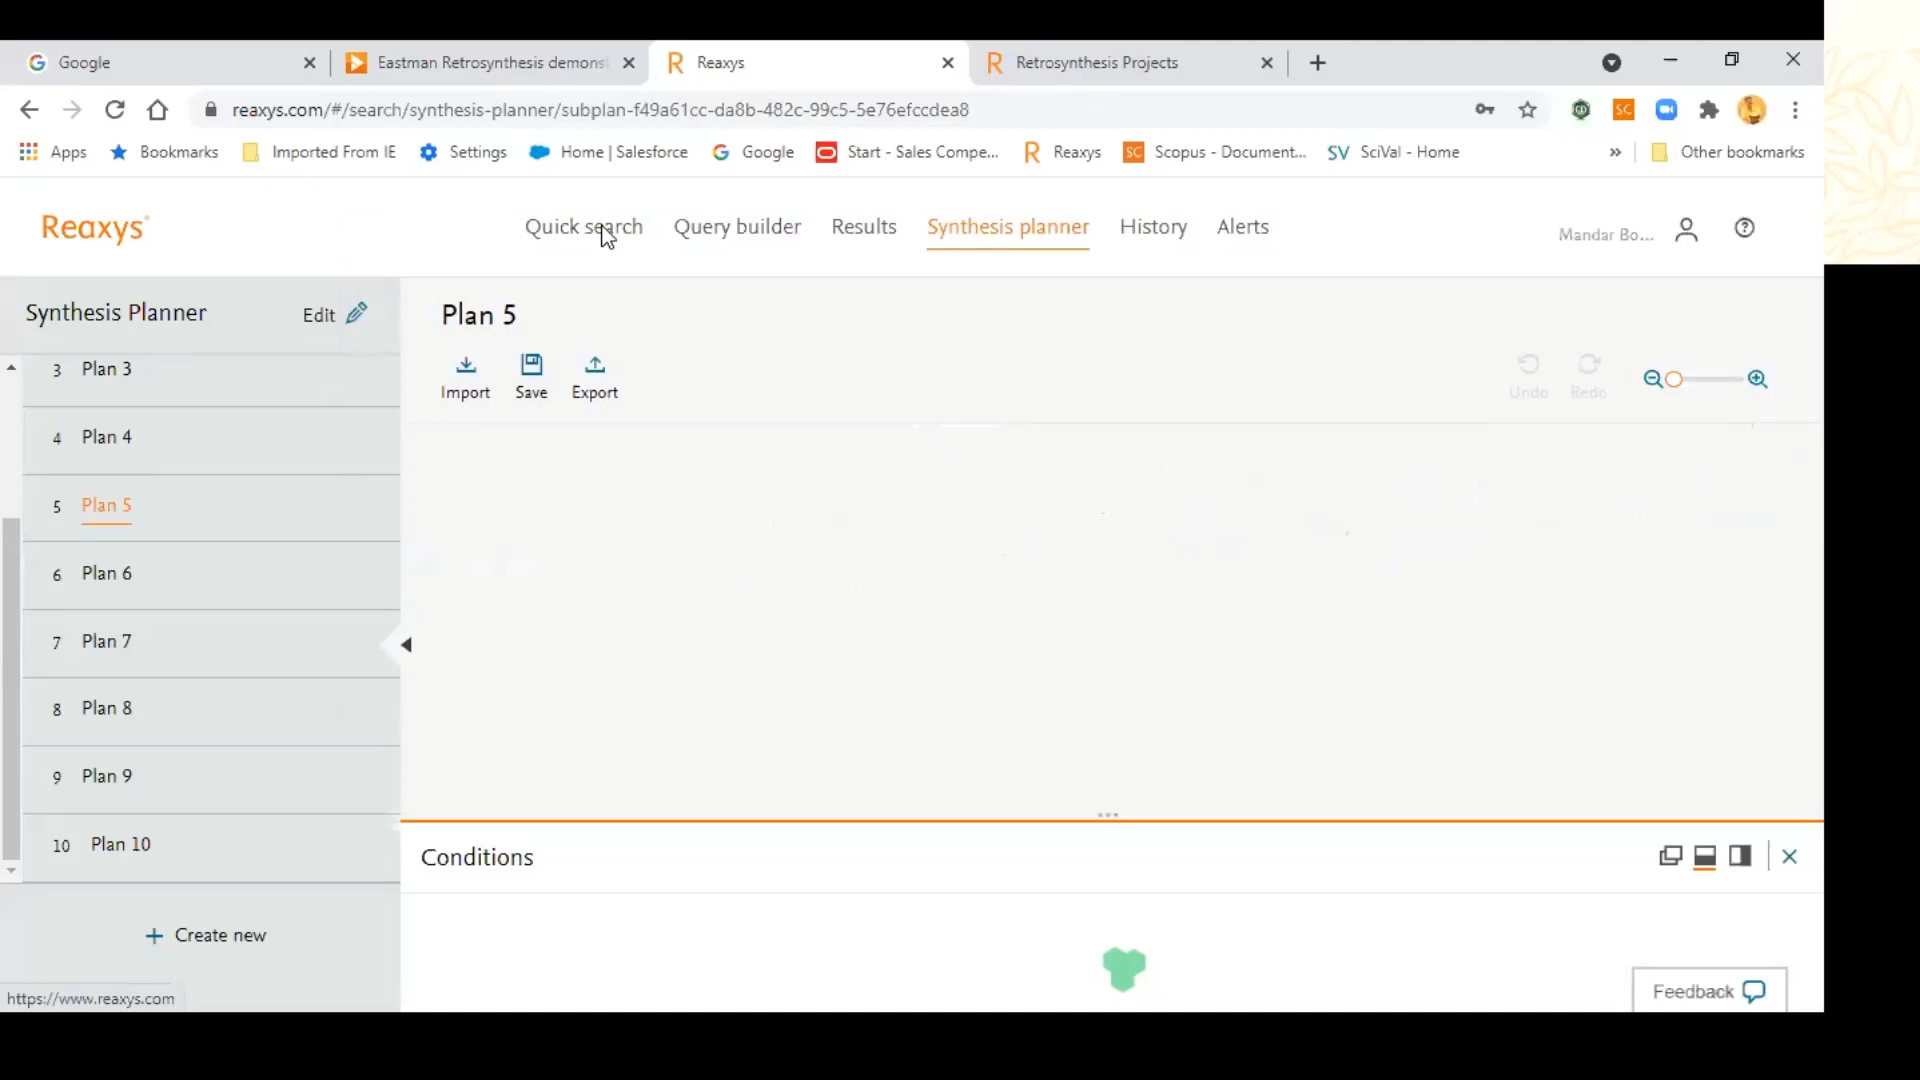 Google
Eastman Retrosynthesis demonst
Reaxys
Retrosynthesis Projects
reaxys.com/#/search/synthesis-planner/subplan-f49a61cc-da8b-482c-99c5-5e76efccdea8
SC
Apps
Bookmarks
Imported From IE
Settings
Home | Salesforce
Google
Start - Sales Compe...
Reaxys
SC
Scopus - Document...
SV
SciVal - Home
»
Other bookmarks
Reaxys®
Quick search
Query builder
Results
Synthesis planner
History
Alerts
Mandar Bo...
Synthesis Planner
Edit
Plan 5
Import
Save
Export
Undo
Redo
3 Plan 3
4 Plan 4
5 Plan 5
6 Plan 6
7 Plan 7
8 Plan 8
9 Plan 9
10 Plan 10
Create new
Conditions
https://www.reaxys.com
Feedback